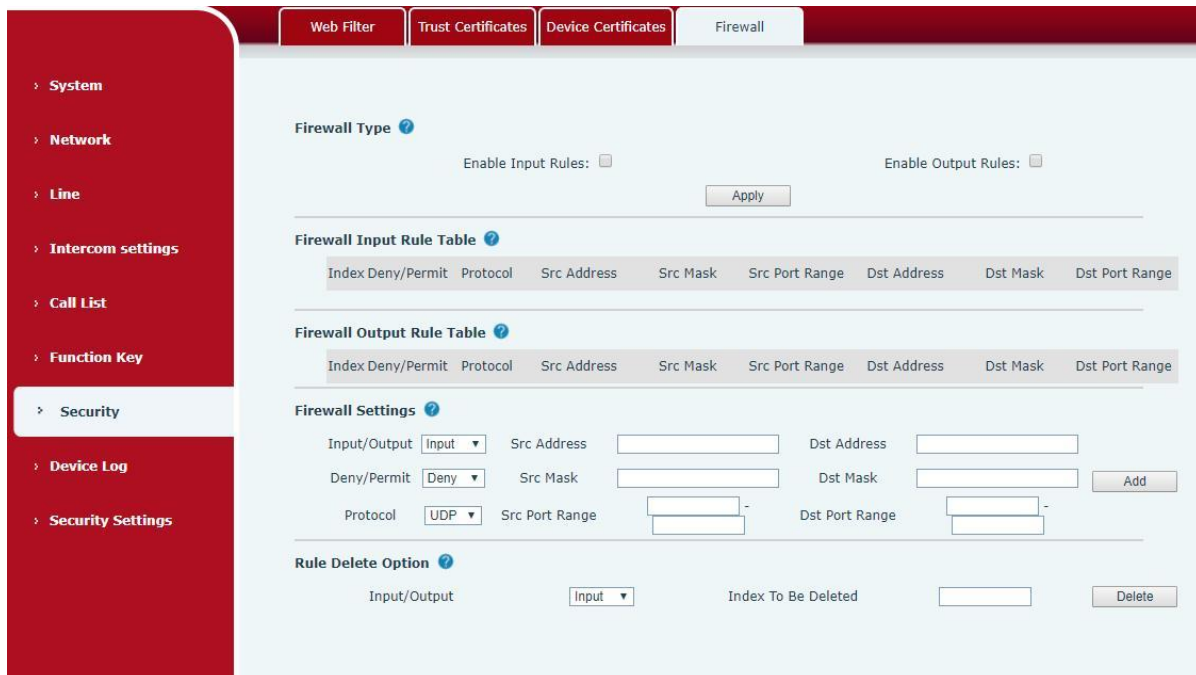 Web Filter Trust Certificates Device Certificates Firewall
System
Network
Line
Intercom settings
Call List
Function Key
Security
Device Log
Security Settings
Firewall Type ?
Enable Input Rules: Enable Output Rules:
Apply
Firewall Input Rule Table ?
Index Deny/Permit Protocol Src Address Src Mask Src Port Range Dst Address Dst Mask Dst Port Range
Firewall Output Rule Table ?
Index Deny/Permit Protocol Src Address Src Mask Src Port Range Dst Address Dst Mask Dst Port Range
Firewall Settings ?
Input/Output Input Src Address Dst Address
Deny/Permit Deny Src Mask Dst Mask Add
Protocol UDP Src Port Range - Dst Port Range -
Rule Delete Option ?
Input/Output Input Index To Be Deleted Delete